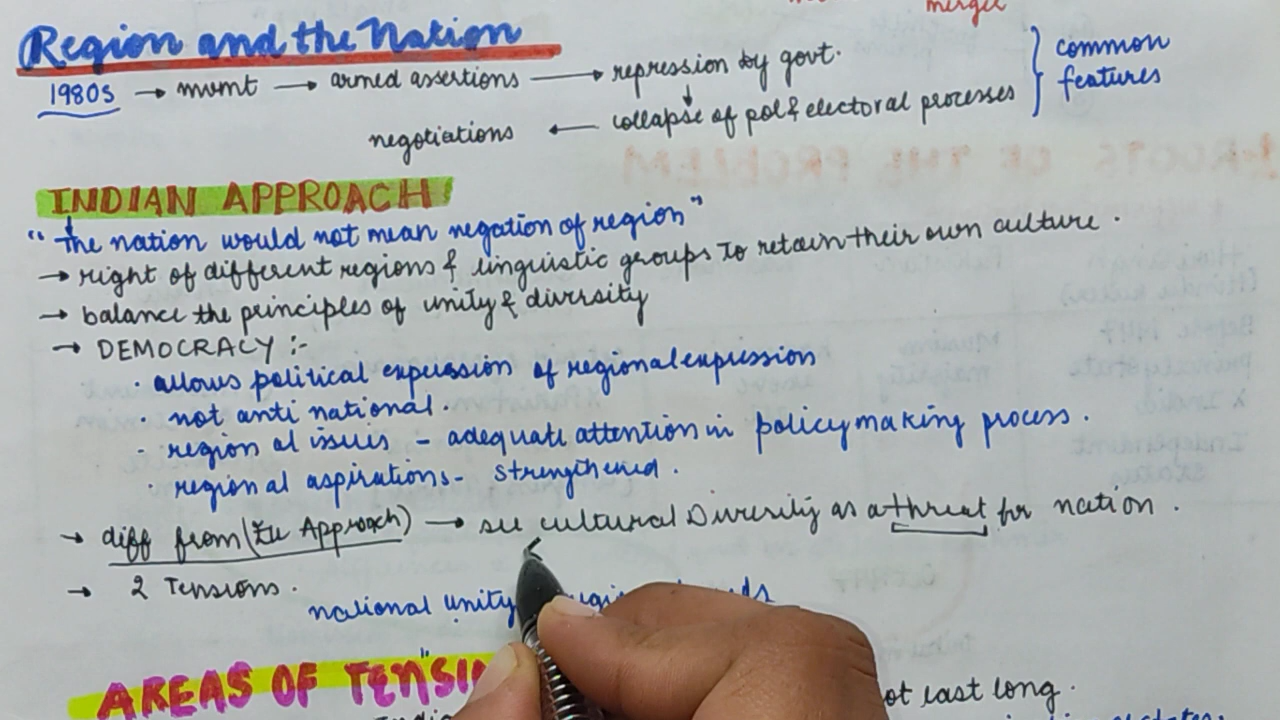 mergee
Region and the Nation
1980s → mvmt → armed assertions → repression by govt.
↓
negotiations ← collapse of pol & electoral processes
} common
features
INDIAN APPROACH
"the nation would not mean negation of region"
→ right of different regions & linguistic groups to retain their own culture.
→ balance the principles of unity & diversity
→ DEMOCRACY :-
· allows political expression of regional expression
· not anti national.
· regional issues - adequate attention in policymaking process.
· regional aspirations - strengthened.
→ diff from (Eu Approach) → see cultural Diversity as a threat for nation.
→ 2 Tensions.
national unity
AREAS OF
ot last long.